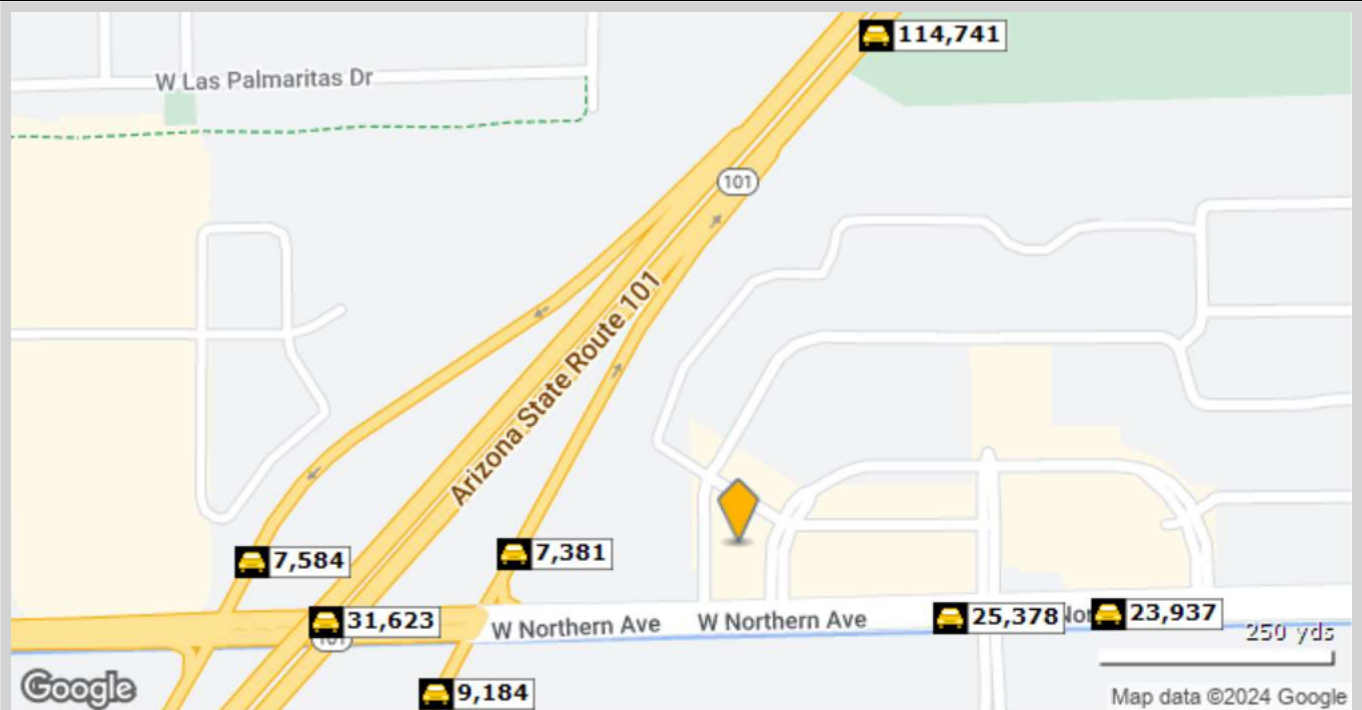 114,741
W Las Palmaritas Dr
101
Arizona State Route 101
7,584
7,381
31,623
W Northern Ave
W Northern Ave
25,378
Nor
23,937
101
250 yds
9,184
Google
Map data ©2024 Google